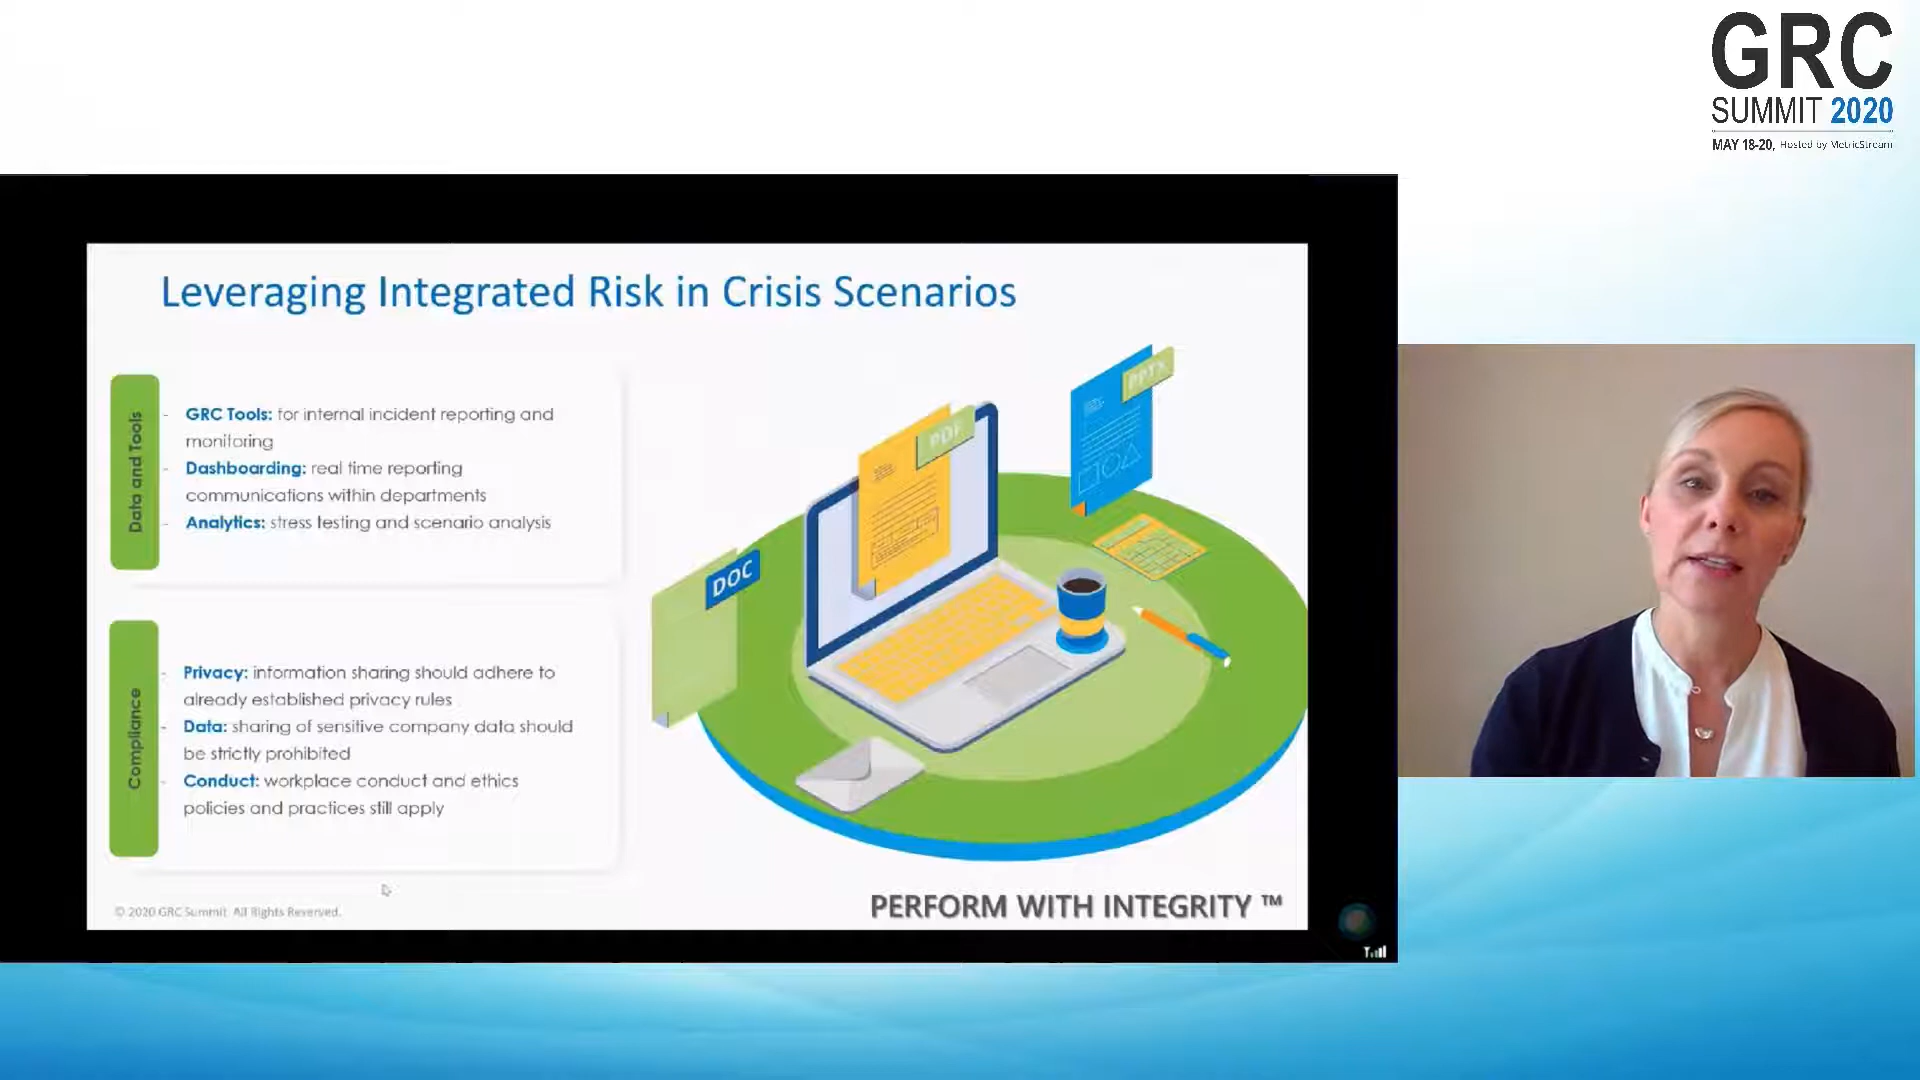 GRC
SUMMIT 2020
MAY 18-20, Hosted by MetricStream
Leveraging Integrated Risk in Crisis Scenarios
Data and Tools
- GRC Tools: for internal incident reporting and
monitoring
- Dashboarding: real time reporting
communications within departments
- Analytics: stress testing and scenario analysis
Compliance
- Privacy: information sharing should adhere to
already established privacy rules
- Data: sharing of sensitive company data should
be strictly prohibited
- Conduct: workplace conduct and ethics
policies and practices still apply
DOC
PDF
PPTX
© 2020 GRC Summit. All Rights Reserved.
PERFORM WITH INTEGRITY ™